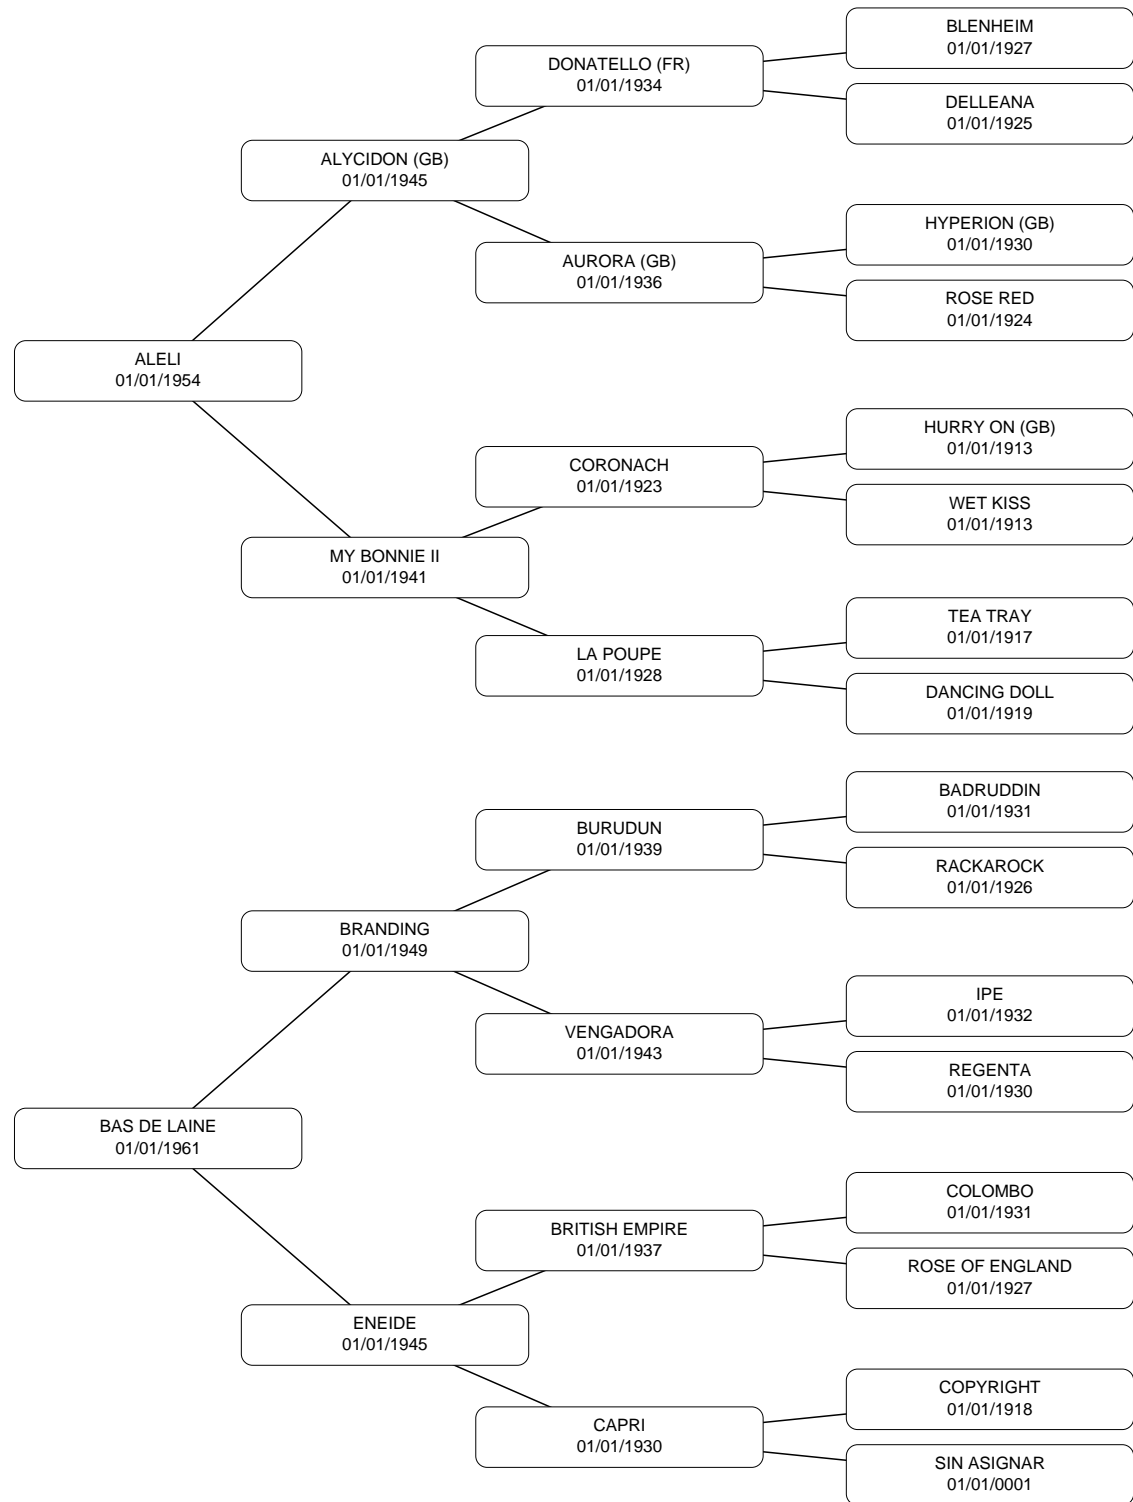 BLENHEIM
01/01/1927
DONATELLO (FR)
01/01/1934
DELLEANA
01/01/1925
ALYCIDON (GB)
01/01/1945
HYPERION (GB)
01/01/1930
AURORA (GB)
01/01/1936
ROSE RED
01/01/1924
ALELI
01/01/1954
HURRY ON (GB)
01/01/1913
CORONACH
01/01/1923
WET KISS
01/01/1913
MY BONNIE II
01/01/1941
TEA TRAY
01/01/1917
LA POUPE
01/01/1928
DANCING DOLL
01/01/1919
BADRUDDIN
01/01/1931
BURUDUN
01/01/1939
RACKAROCK
01/01/1926
BRANDING
01/01/1949
IPE
01/01/1932
VENGADORA
01/01/1943
REGENTA
01/01/1930
BAS DE LAINE
01/01/1961
COLOMBO
01/01/1931
BRITISH EMPIRE
01/01/1937
ROSE OF ENGLAND
01/01/1927
ENEIDE
01/01/1945
COPYRIGHT
01/01/1918
CAPRI
01/01/1930
SIN ASIGNAR
01/01/0001